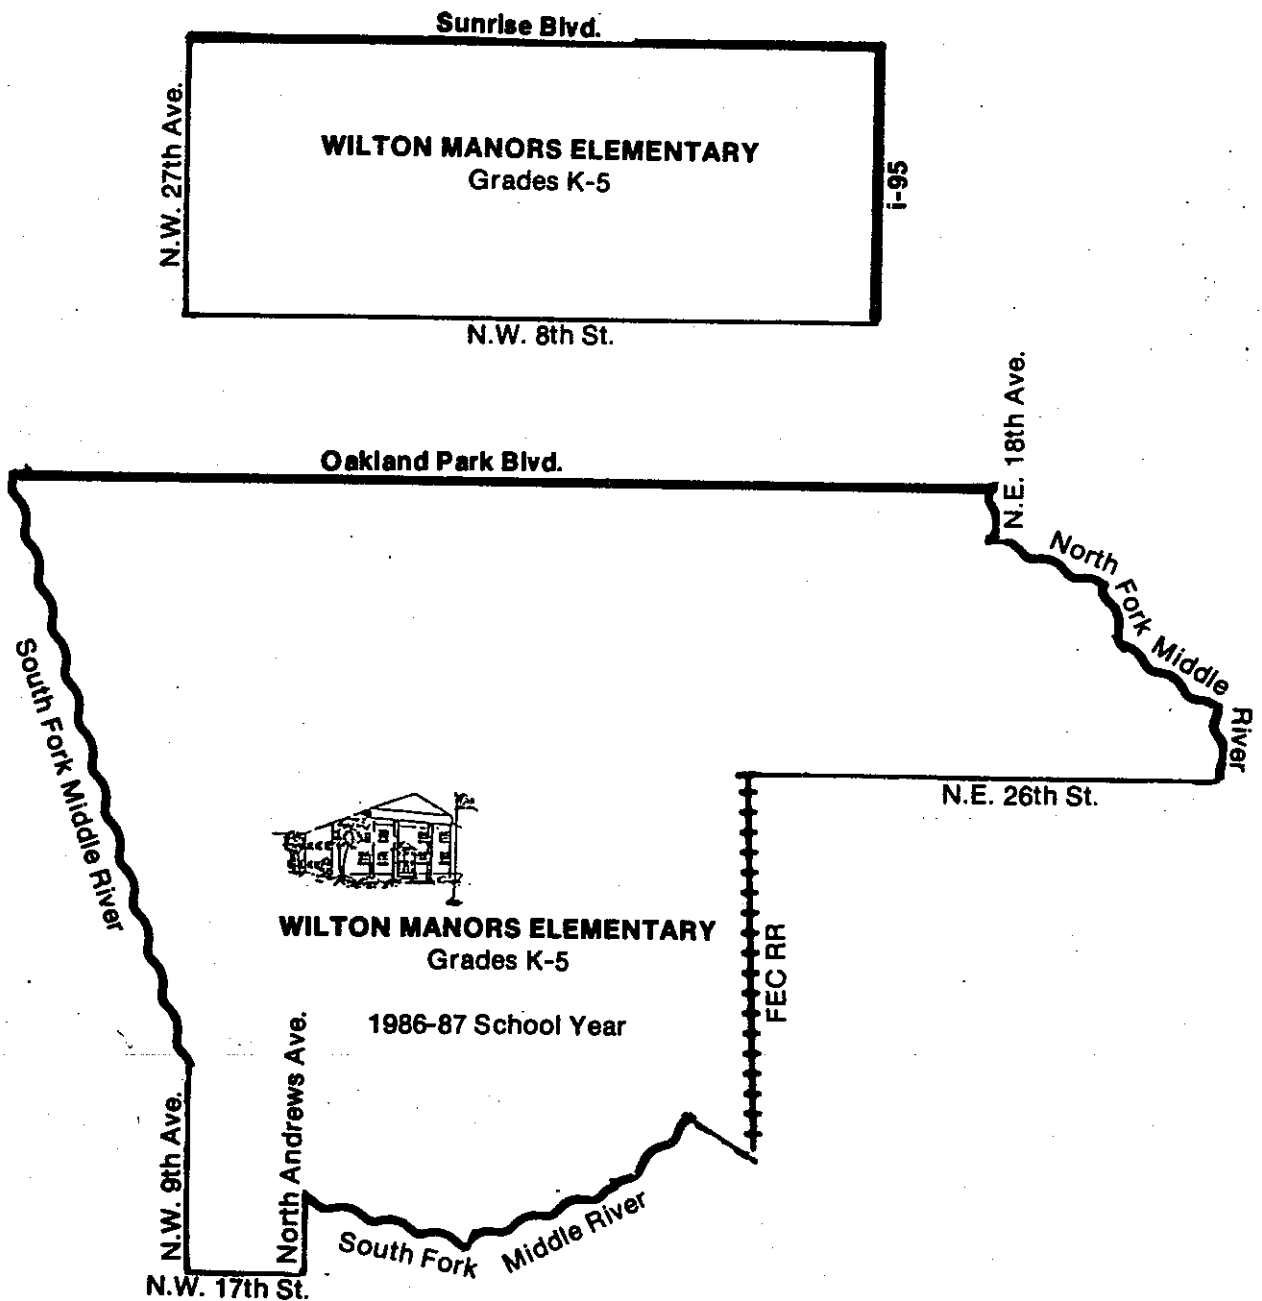 Sunrise Blvd.
N.W. 27th Ave.
WILTON MANORS ELEMENTARY
Grades K-5
i-95
N.W. 8th St.
N.E. 18th Ave.
Oakland Park Blvd.
North Fork Middle River
South Fork Middle River
N.E. 26th St.
WILTON MANORS ELEMENTARY
Grades K-5
FEC RR
1986-87 School Year
N.W. 9th Ave.
North Andrews Ave.
South Fork Middle River
N.W. 17th St.